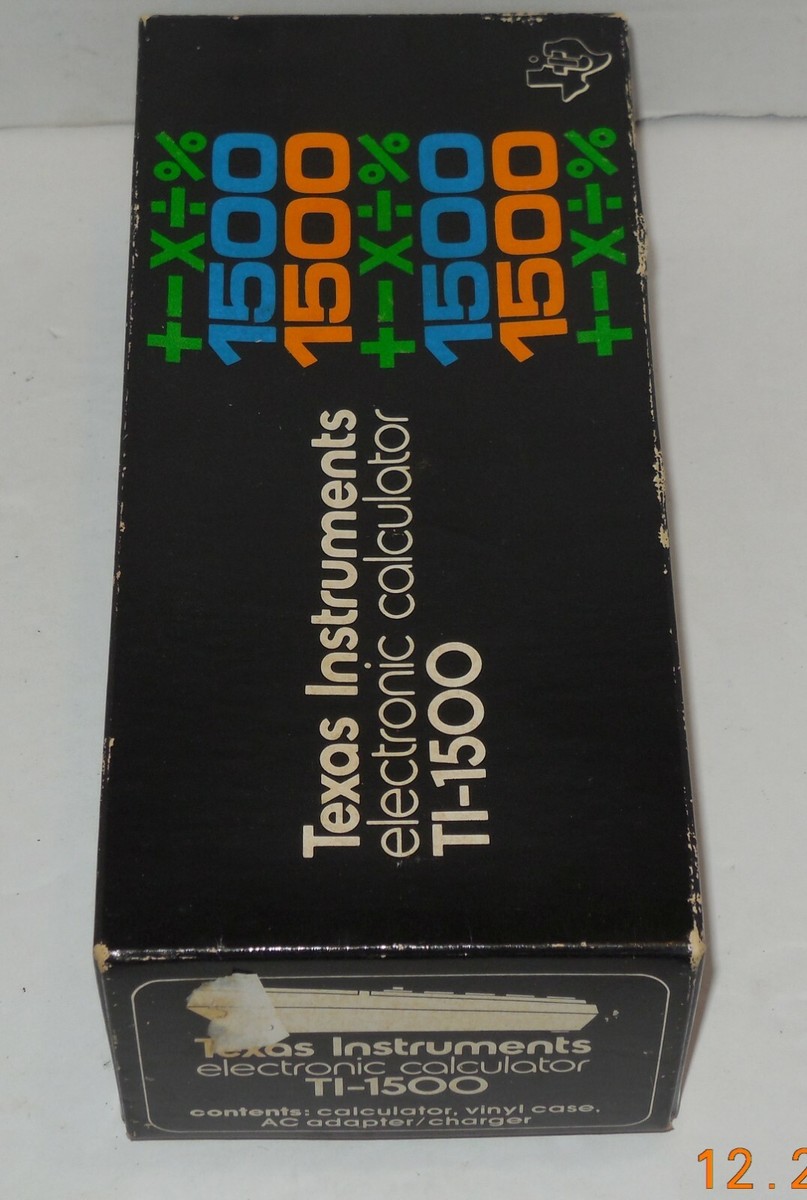 + − X ÷ %
1500
1500
+ − X ÷ %
1500
1500
+ − X ÷ %
Texas Instruments
electronic calculator
TI-1500
Texas Instruments
electronic calculator
TI-1500
contents: calculator, vinyl case,
AC adapter/charger
12.2